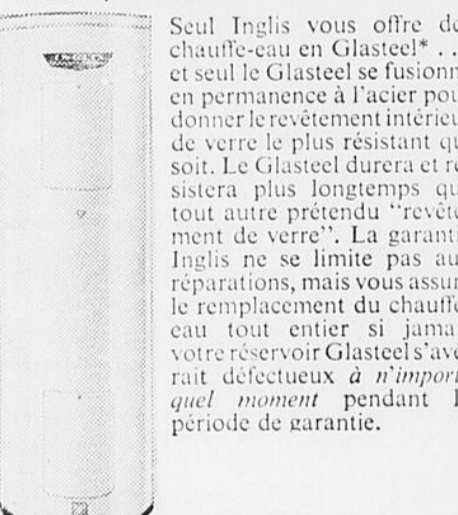 Seul Inglis vous offre de
chauffe-eau en Glasteel* . .
et seul le Glasteel se fusionn
en permanence à l'acier pou
donner le revêtement intérieu
de verre le plus résistant qu
soit. Le Glasteel durera et ré
sistera plus longtemps qu
tout autre prétendu "revête
ment de verre". La garanti
Inglis ne se limite pas au
réparations, mais vous assur
le remplacement du chauffe
eau tout entier si jama
votre réservoir Glasteel s'avé
rait défectueux à n'import
quel moment pendant l
période de garantie.